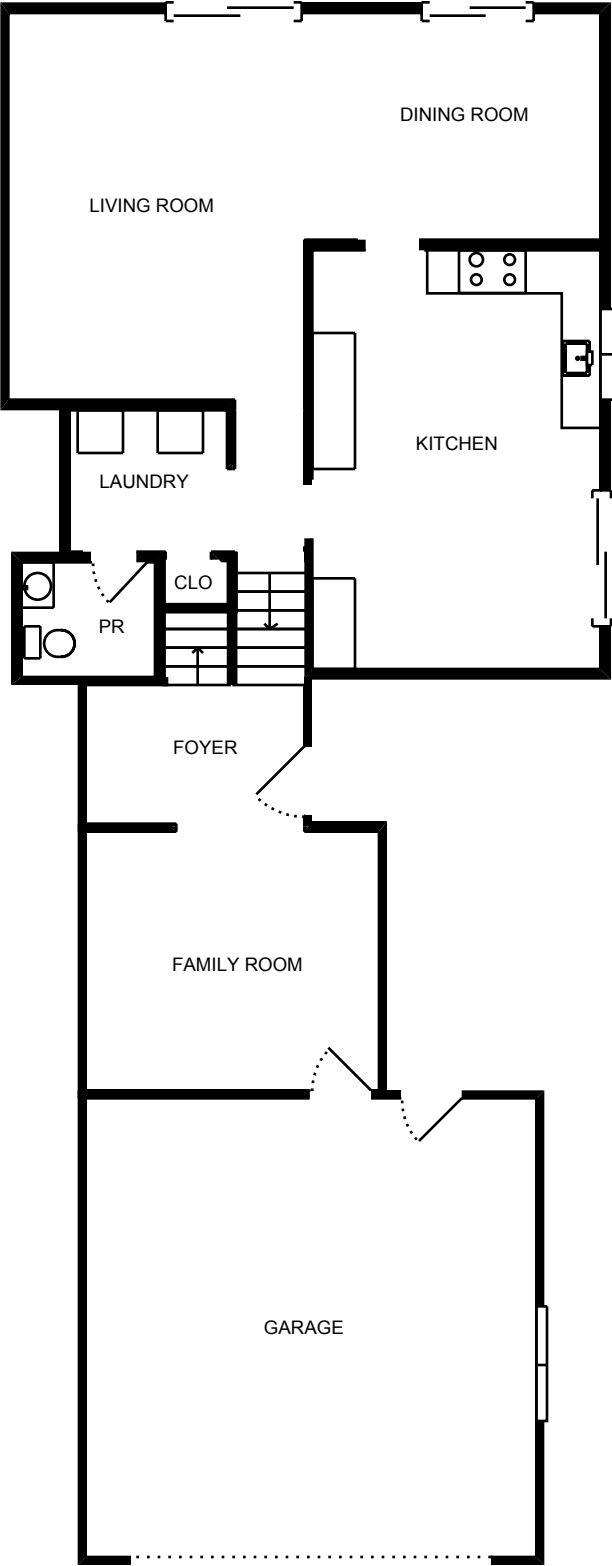 DINING ROOM
LIVING ROOM
KITCHEN
LAUNDRY
CLO
PR
FOYER
FAMILY ROOM
GARAGE